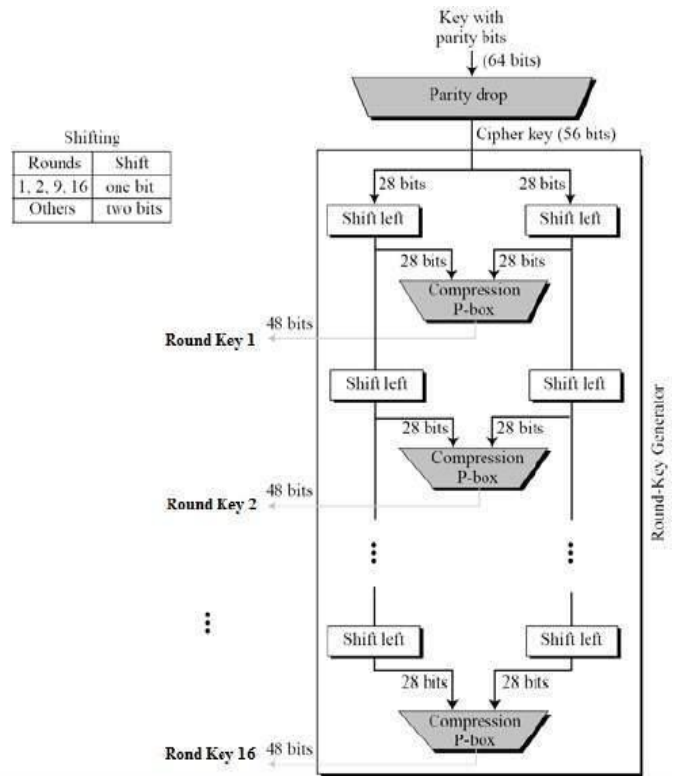 Key with
parity bits
(64 bits)
Parity drop
Cipher key (56 bits)
Shifting
Rounds Shift
1, 2, 9, 16 one bit
Others two bits
28 bits 28 bits
Shift left Shift left
28 bits 28 bits
Compression
P-box
48 bits
Round Key 1
Shift left Shift left
28 bits 28 bits
Compression
P-box
48 bits
Round Key 2
Round-Key Generator
Shift left Shift left
28 bits 28 bits
Compression
P-box
48 bits
Rond Key 16